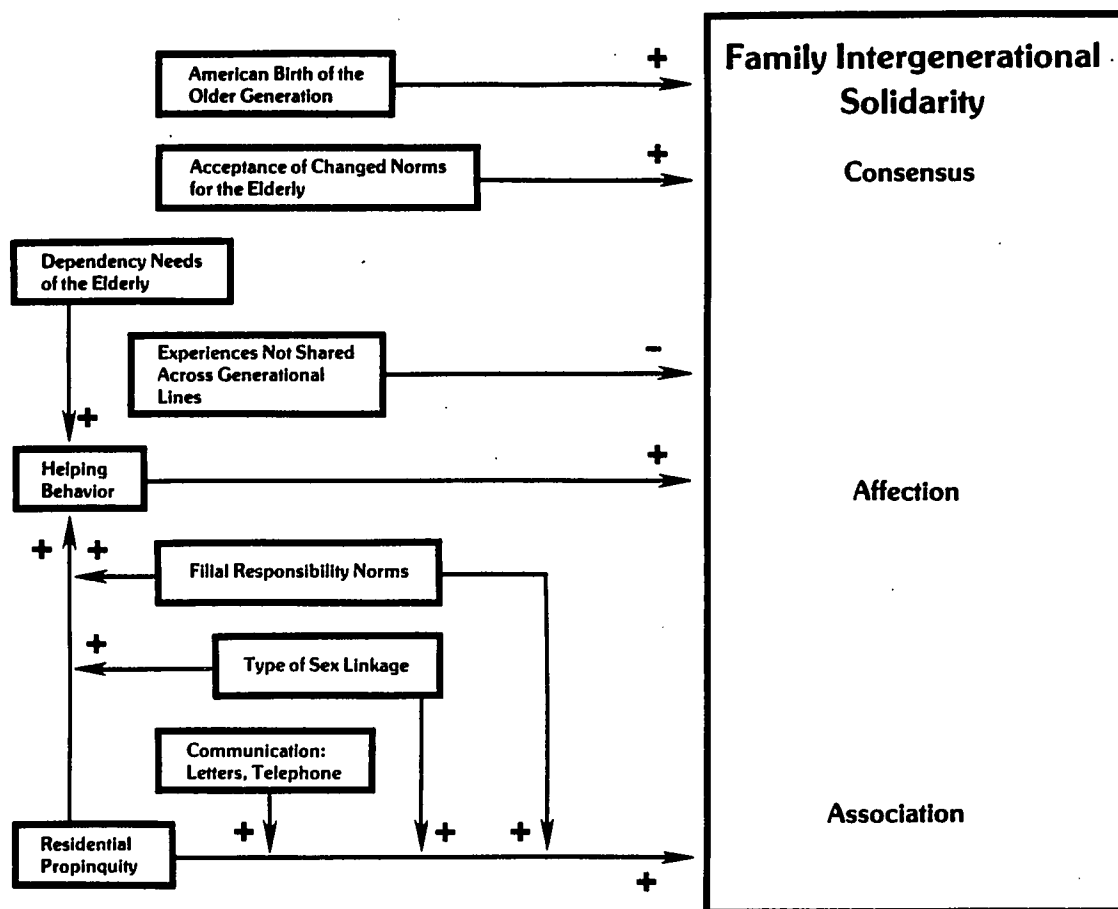 Family Intergenerational
Solidarity
American Birth of the
Older Generation
+
Acceptance of Changed Norms
for the Elderly
+
Consensus
Dependency Needs
of the Elderly
+
Experiences Not Shared
Across Generational
Lines
-
Helping
Behavior
+
Affection
+
+
Filial Responsibility Norms
+
Type of Sex Linkage
Communication:
Letters, Telephone
Association
+
+
+
Residential
Propinquity
+